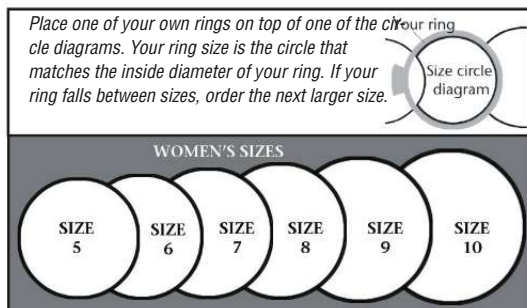 Place one of your own rings on top of one of the cir-
cle diagrams. Your ring size is the circle that
matches the inside diameter of your ring. If your
ring falls between sizes, order the next larger size.
Your ring
Size circle
diagram
WOMEN'S SIZES
SIZE
5
SIZE
6
SIZE
7
SIZE
8
SIZE
9
SIZE
10